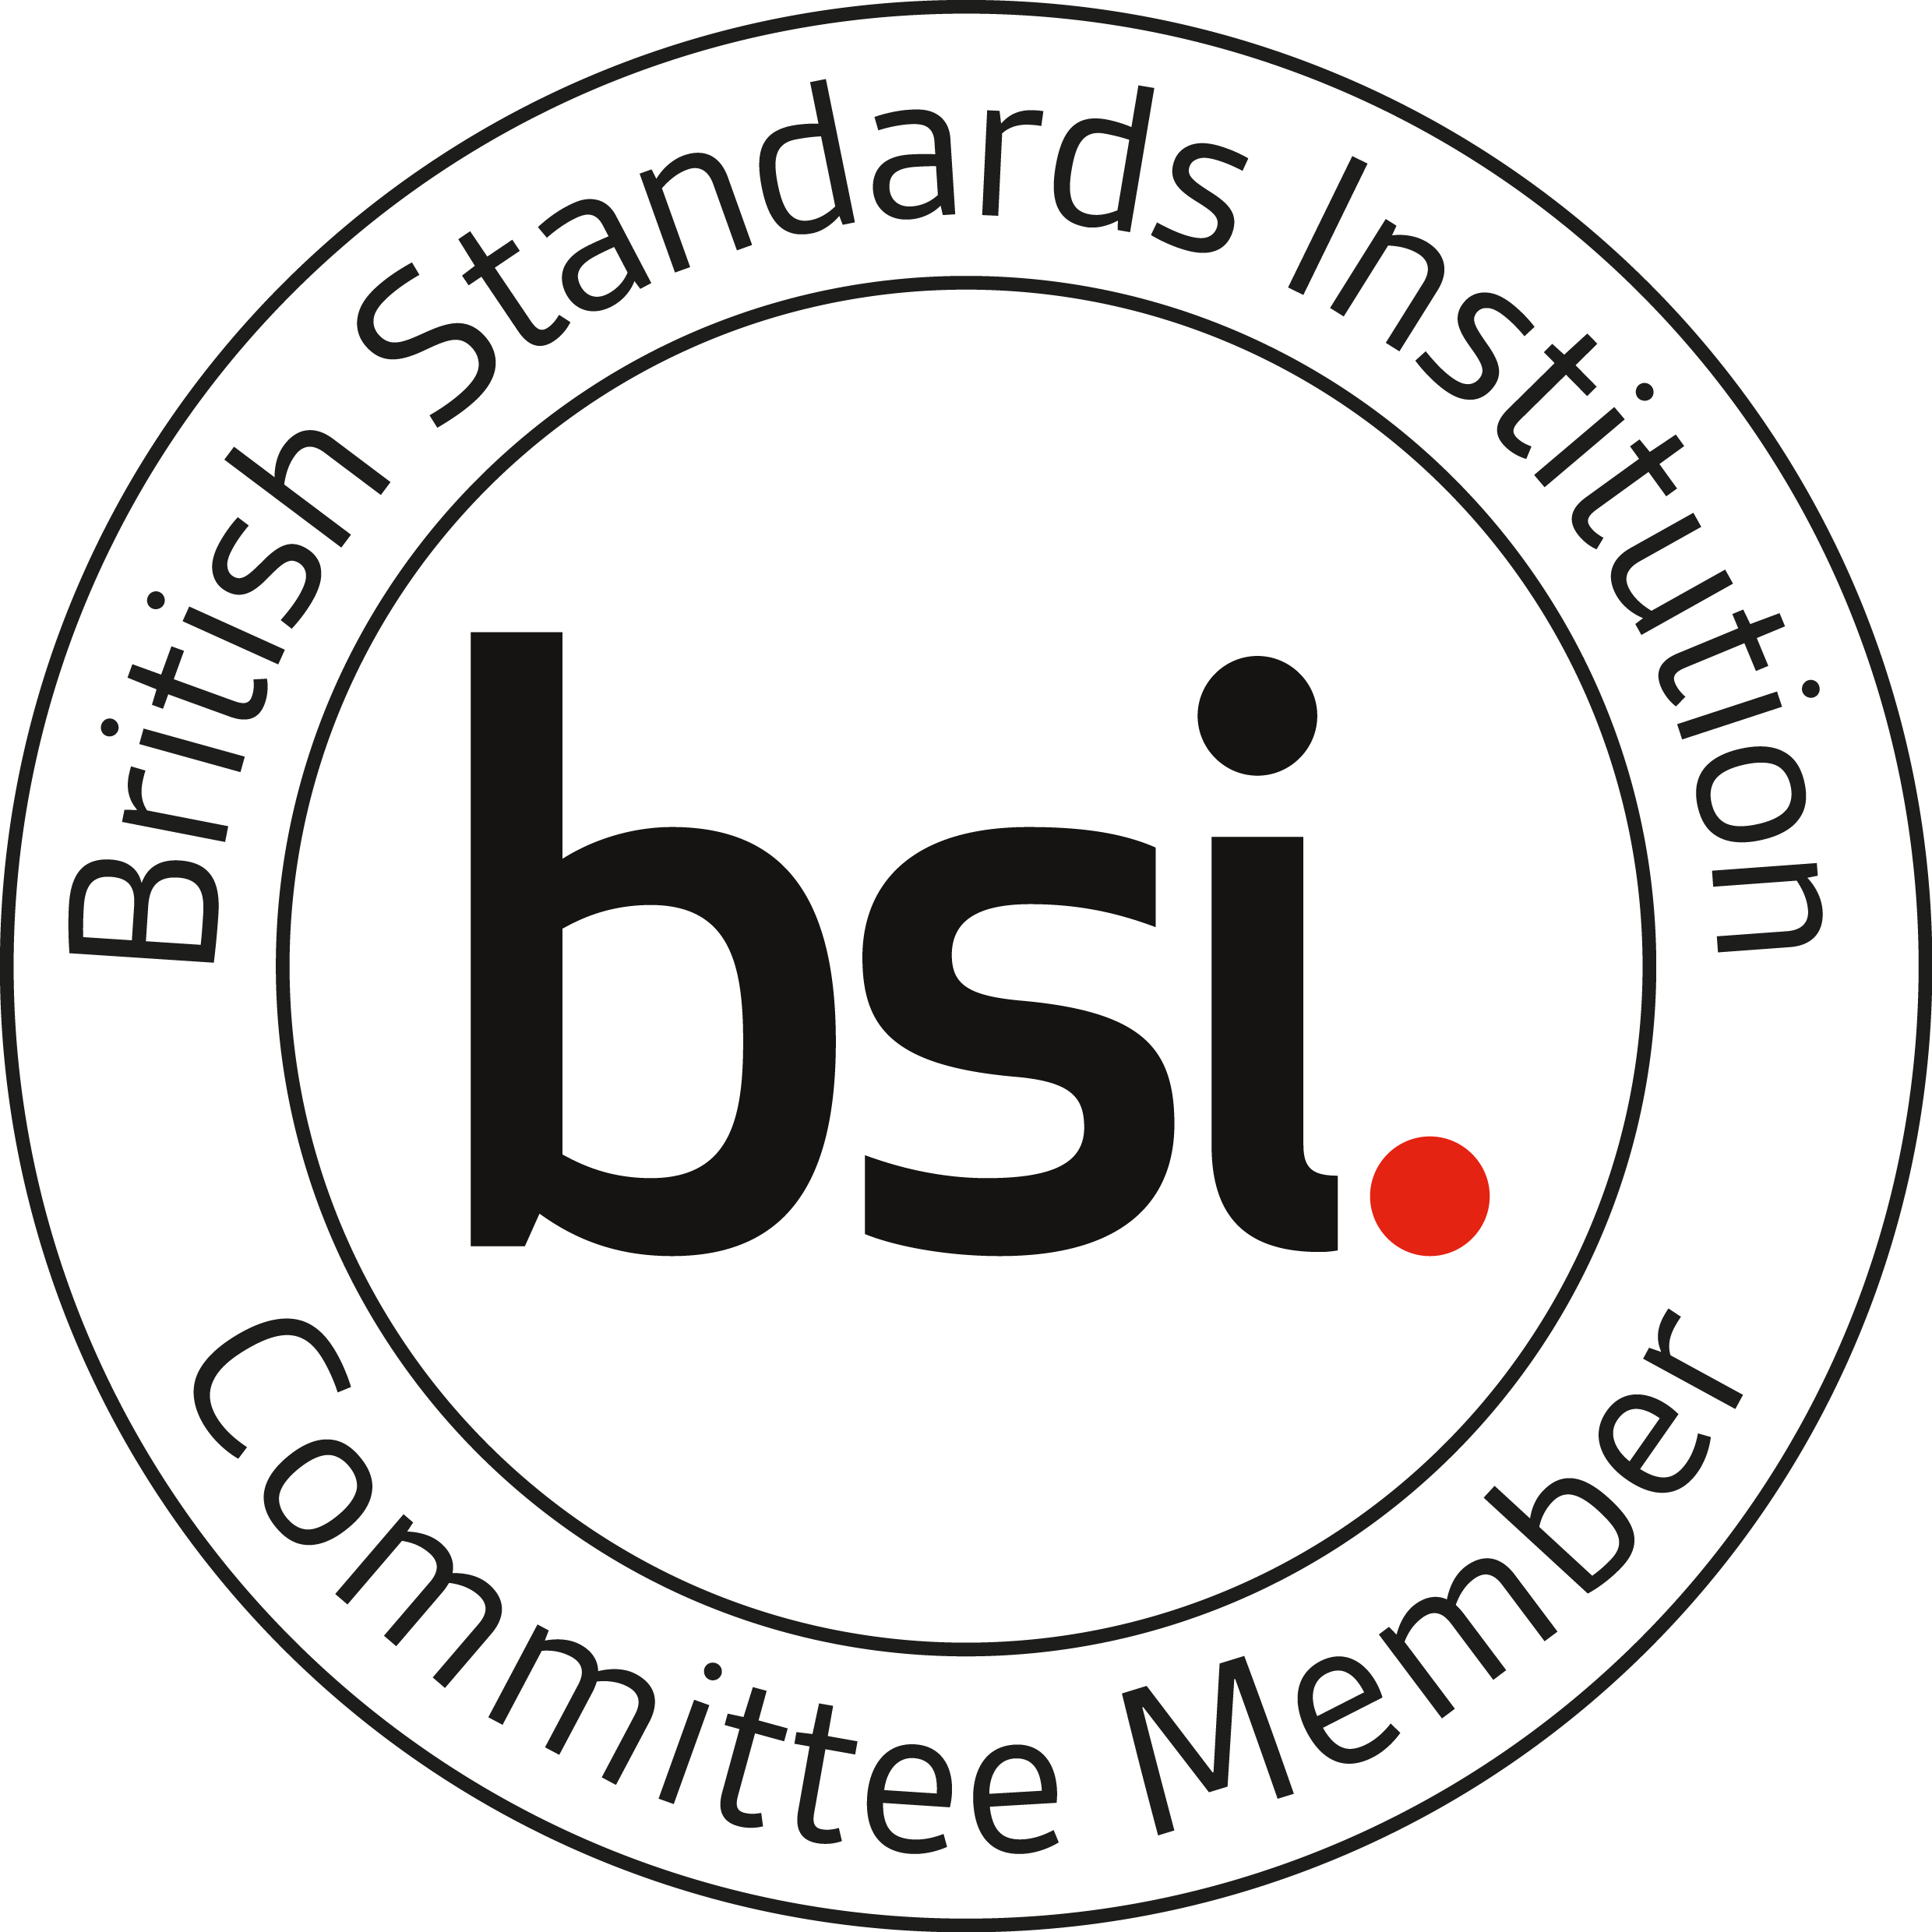 British Standards Institution
bsi.
Committee Member